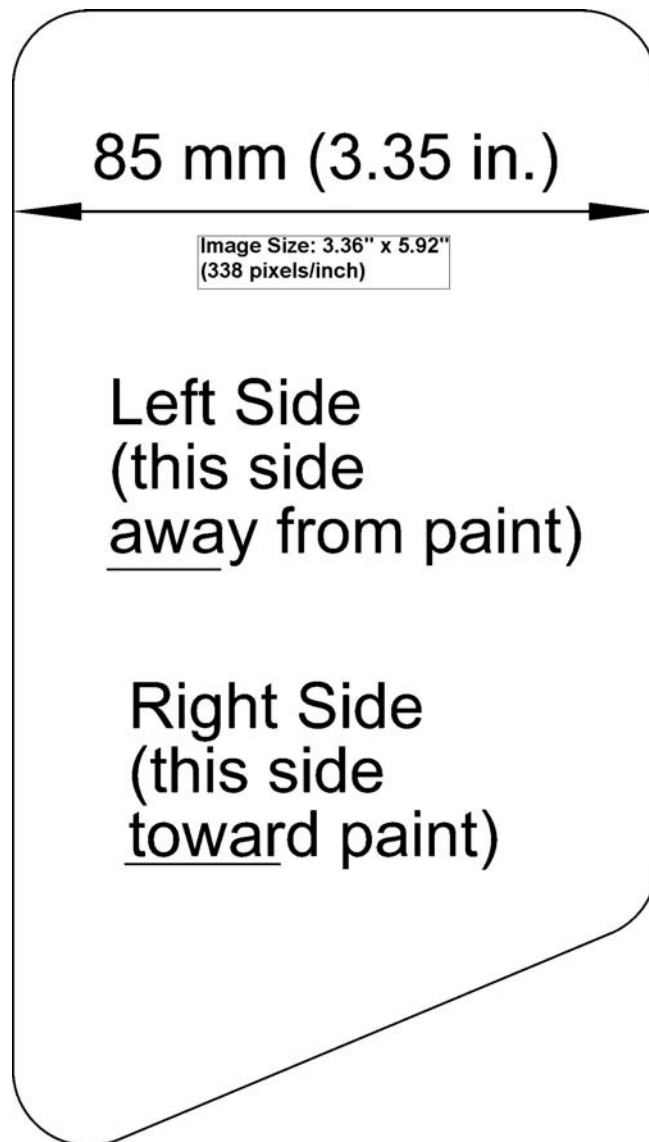 85 mm (3.35 in.)
Image Size: 3.36" x 5.92"
(338 pixels/inch)
Left Side
(this side
away from paint)
Right Side
(this side
toward paint)